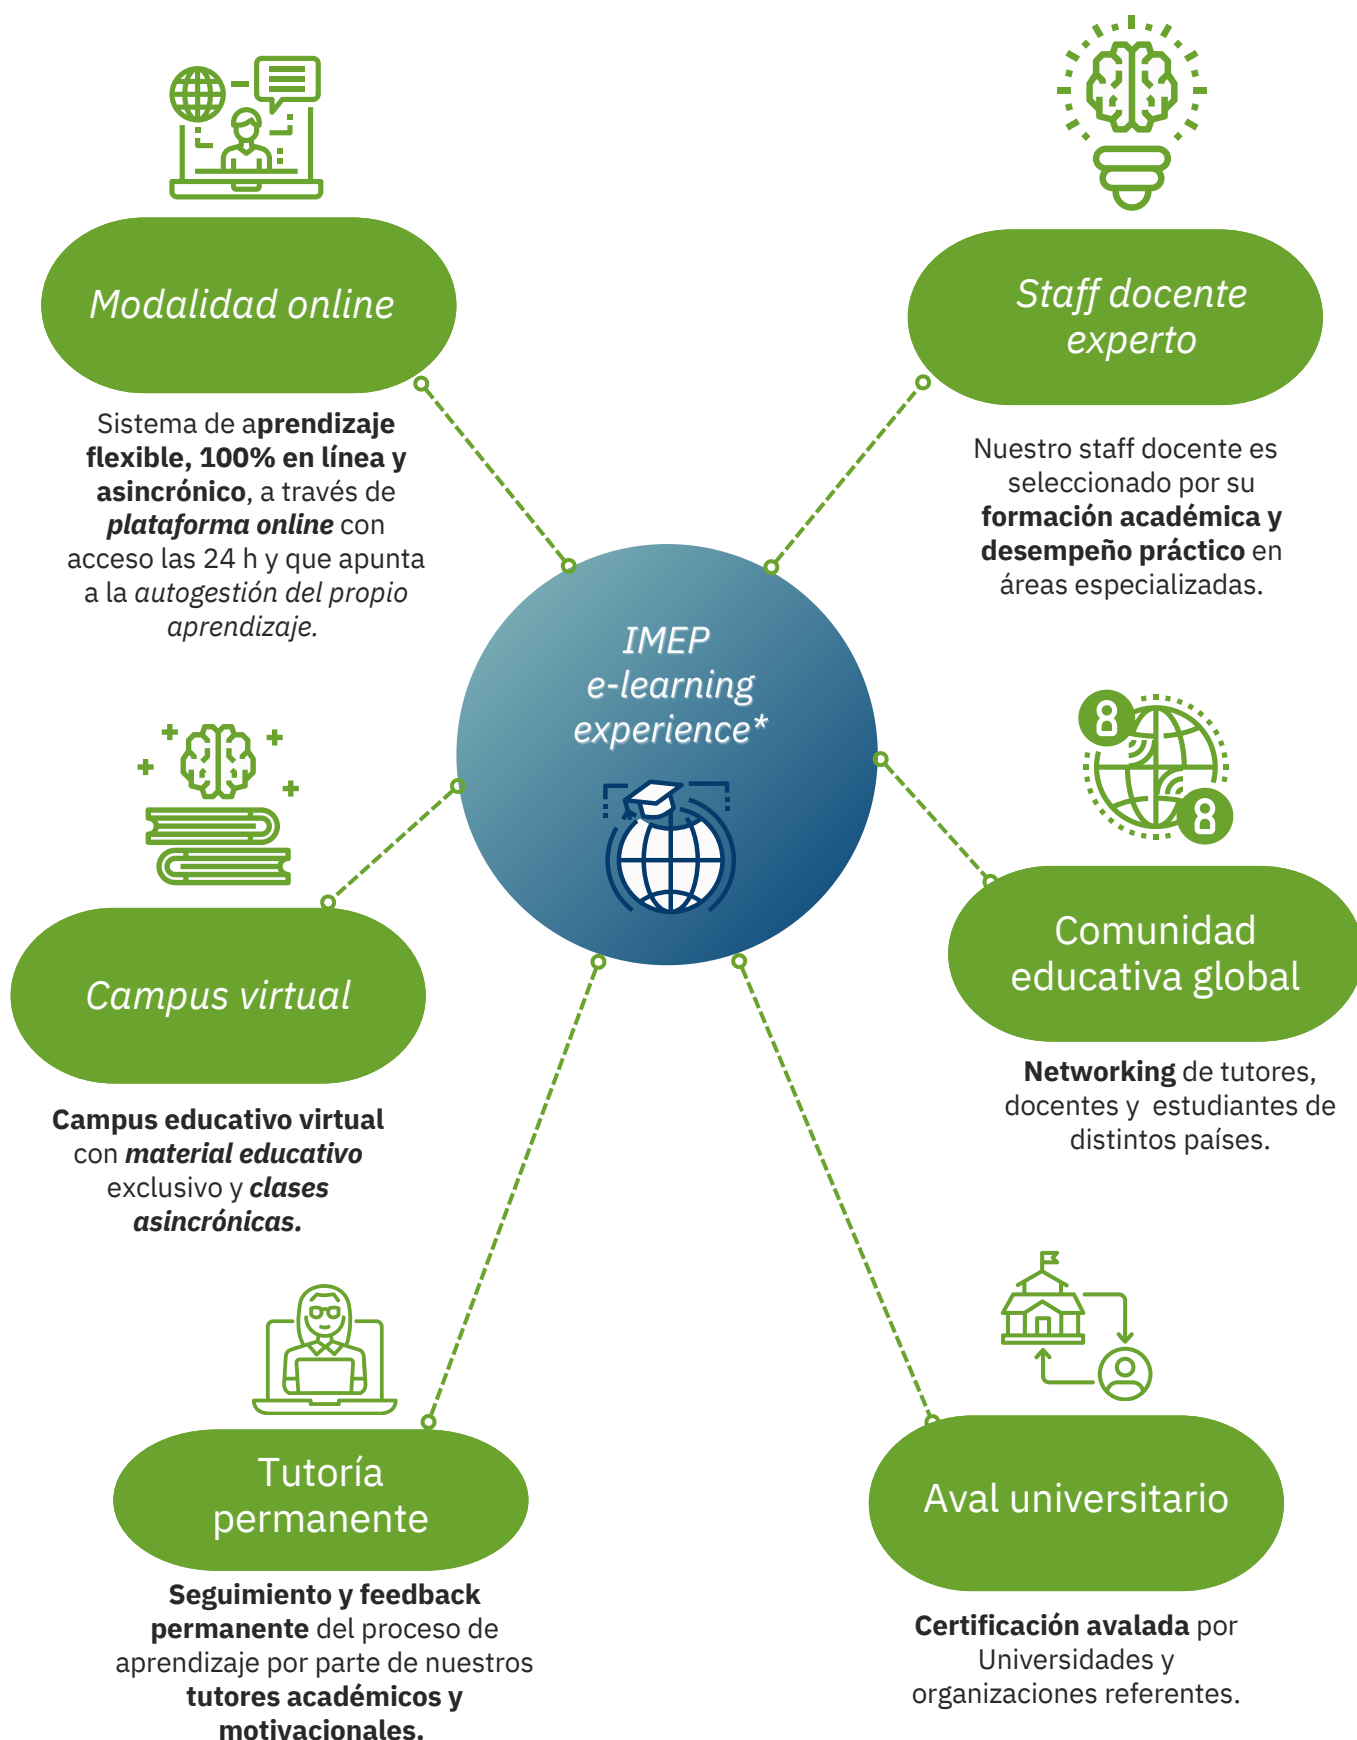 Modalidad online
Sistema de aprendizaje
flexible, 100% en línea y
asincrónico, a través de
plataforma online con
acceso las 24 h y que apunta
a la autogestión del propio
aprendizaje.
Staff docente
experto
Nuestro staff docente es
seleccionado por su
formación académica y
desempeño práctico en
áreas especializadas.
IMEP
e-learning
experience*
Campus virtual
Campus educativo virtual
con material educativo
exclusivo y clases
asincrónicas.
Comunidad
educativa global
Networking de tutores,
docentes y estudiantes de
distintos países.
Tutoría
permanente
Seguimiento y feedback
permanente del proceso de
aprendizaje por parte de nuestros
tutores académicos y
motivacionales.
Aval universitario
Certificación avalada por
Universidades y
organizaciones referentes.